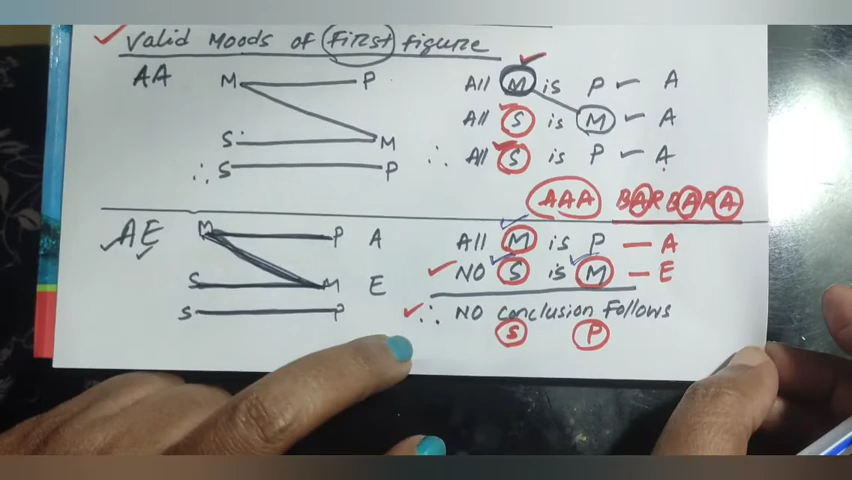 Valid Moods of First figure
AA M P All M is P A
S M All S is M A
∴ S P ∴ All S is P A
AAA BARBARA
AE M P A All M is P — A
S M E NO S is M — E
S P ∴ NO conclusion Follows
S P